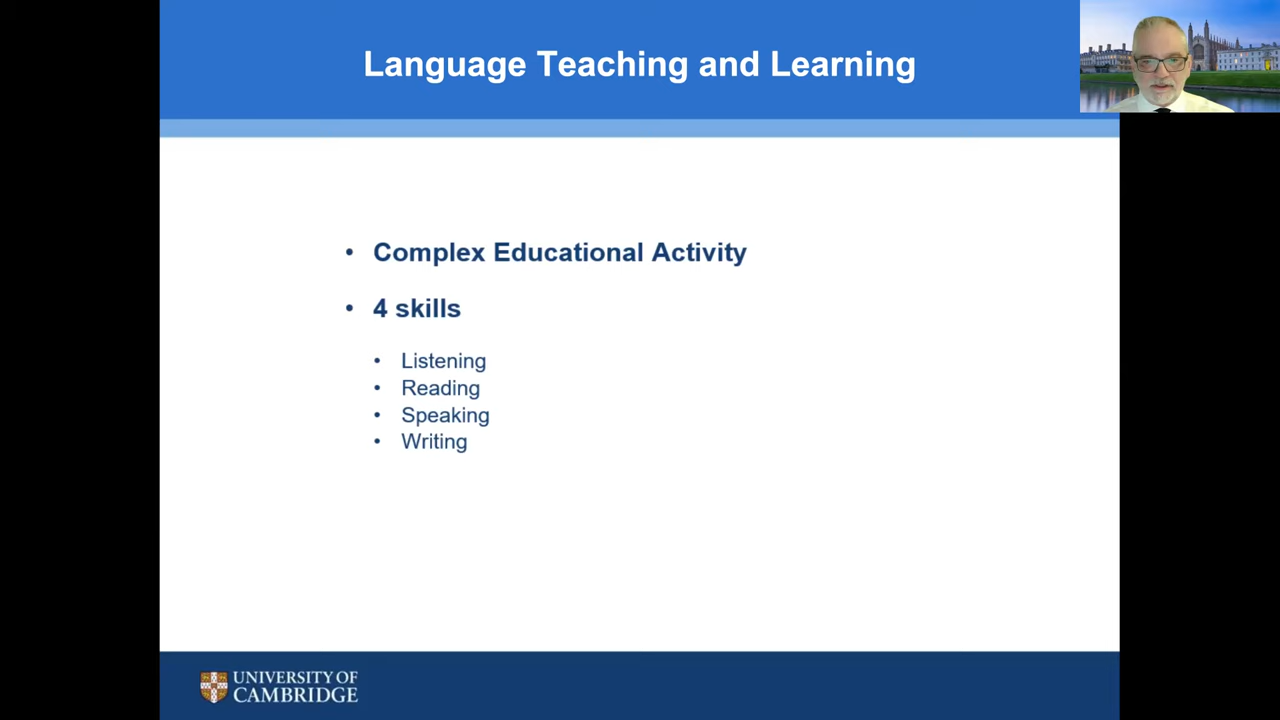 Language Teaching and Learning
• Complex Educational Activity
• 4 skills
• Listening
• Reading
• Speaking
• Writing
UNIVERSITY OF
CAMBRIDGE